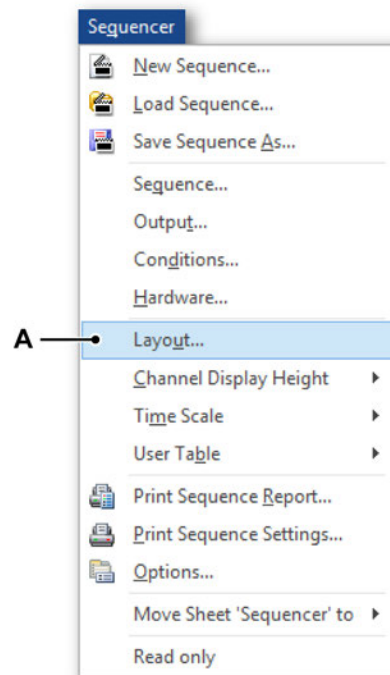 Sequencer
New Sequence...
Load Sequence...
Save Sequence As...
Sequence...
Output...
Conditions...
Hardware...
A
Layout...
Channel Display Height
Time Scale
User Table
Print Sequence Report...
Print Sequence Settings...
Options...
Move Sheet 'Sequencer' to
Read only